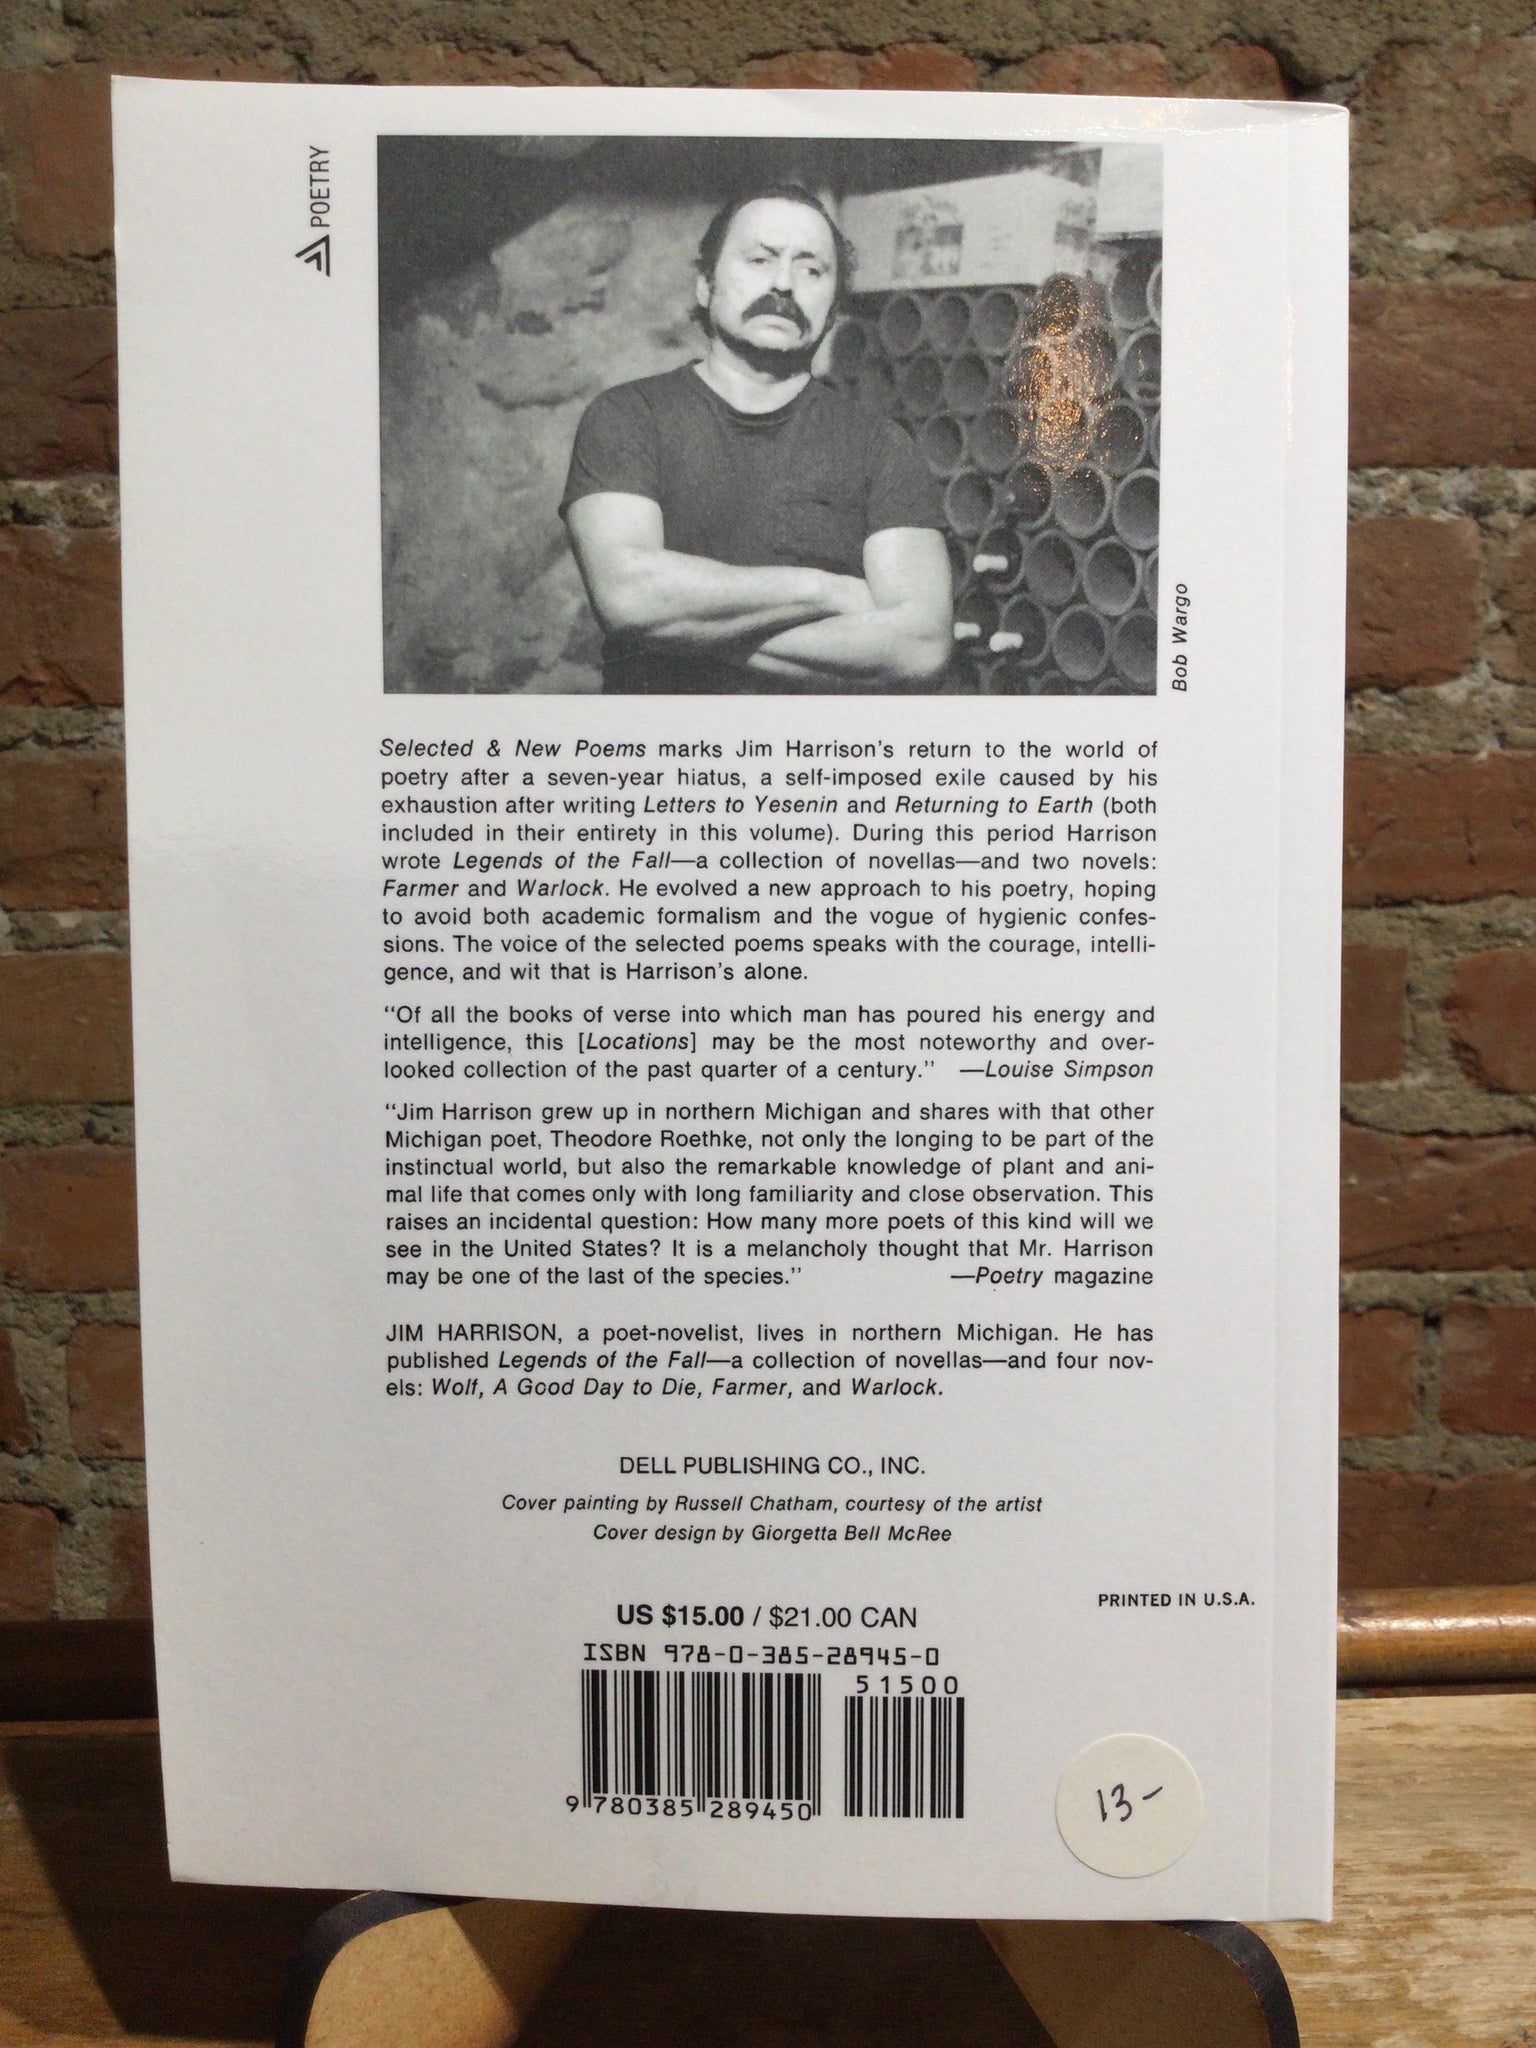 POETRY
Bob Wargo
Selected & New Poems marks Jim Harrison's return to the world of
poetry after a seven-year hiatus, a self-imposed exile caused by his
exhaustion after writing Letters to Yesenin and Returning to Earth (both
included in their entirety in this volume). During this period Harrison
wrote Legends of the Fall—a collection of novellas—and two novels:
Farmer and Warlock. He evolved a new approach to his poetry, hoping
to avoid both academic formalism and the vogue of hygienic confes-
sions. The voice of the selected poems speaks with the courage, intelli-
gence, and wit that is Harrison's alone.
"Of all the books of verse into which man has poured his energy and
intelligence, this [Locations] may be the most noteworthy and over-
looked collection of the past quarter of a century." —Louise Simpson
"Jim Harrison grew up in northern Michigan and shares with that other
Michigan poet, Theodore Roethke, not only the longing to be part of the
instinctual world, but also the remarkable knowledge of plant and ani-
mal life that comes only with long familiarity and close observation. This
raises an incidental question: How many more poets of this kind will we
see in the United States? It is a melancholy thought that Mr. Harrison
may be one of the last of the species." —Poetry magazine
JIM HARRISON, a poet-novelist, lives in northern Michigan. He has
published Legends of the Fall—a collection of novellas—and four nov-
els: Wolf, A Good Day to Die, Farmer, and Warlock.
DELL PUBLISHING CO., INC.
Cover painting by Russell Chatham, courtesy of the artist
Cover design by Giorgetta Bell McRee
PRINTED IN U.S.A.
US $15.00 / $21.00 CAN
ISBN 978-0-385-28945-0
51500
9 780385 289450
13-